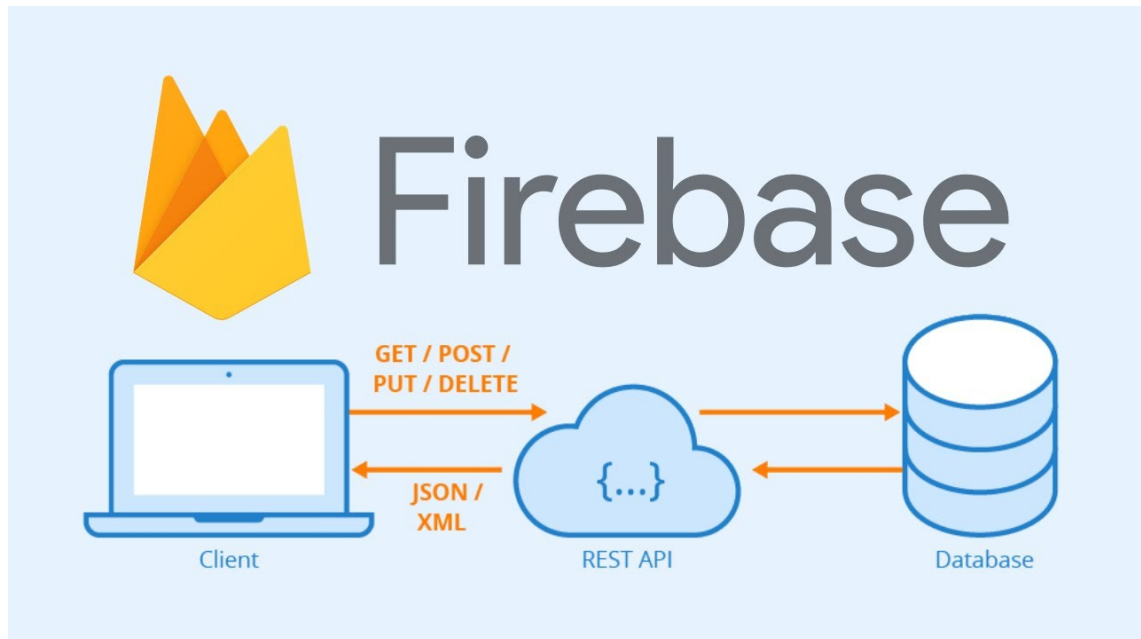 Firebase
GET / POST /
PUT / DELETE
{...}
JSON /
XML
Client
REST API
Database